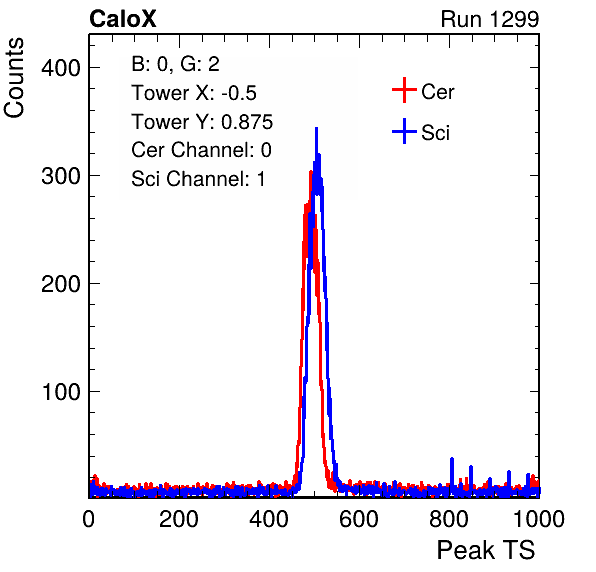 CaloX Run 1299
Counts
400
300
200
100
B: 0, G: 2
Tower X: -0.5
Tower Y: 0.875
Cer Channel: 0
Sci Channel: 1
Cer
Sci
0 200 400 600 800 1000
Peak TS